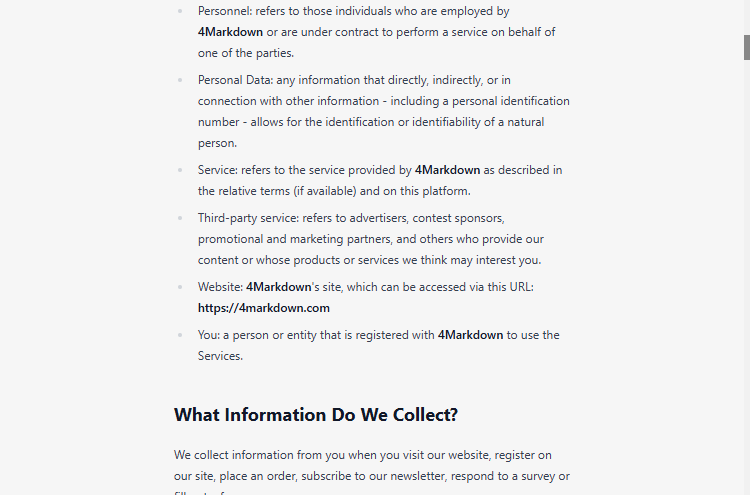 Personnel: refers to those individuals who are employed by
4Markdown or are under contract to perform a service on behalf of
one of the parties.
Personal Data: any information that directly, indirectly, or in
connection with other information - including a personal identification
number - allows for the identification or identifiability of a natural
person.
Service: refers to the service provided by 4Markdown as described in
the relative terms (if available) and on this platform.
Third-party service: refers to advertisers, contest sponsors,
promotional and marketing partners, and others who provide our
content or whose products or services we think may interest you.
Website: 4Markdown's site, which can be accessed via this URL:
https://4markdown.com
You: a person or entity that is registered with 4Markdown to use the
Services.
What Information Do We Collect?
We collect information from you when you visit our website, register on
our site, place an order, subscribe to our newsletter, respond to a survey or